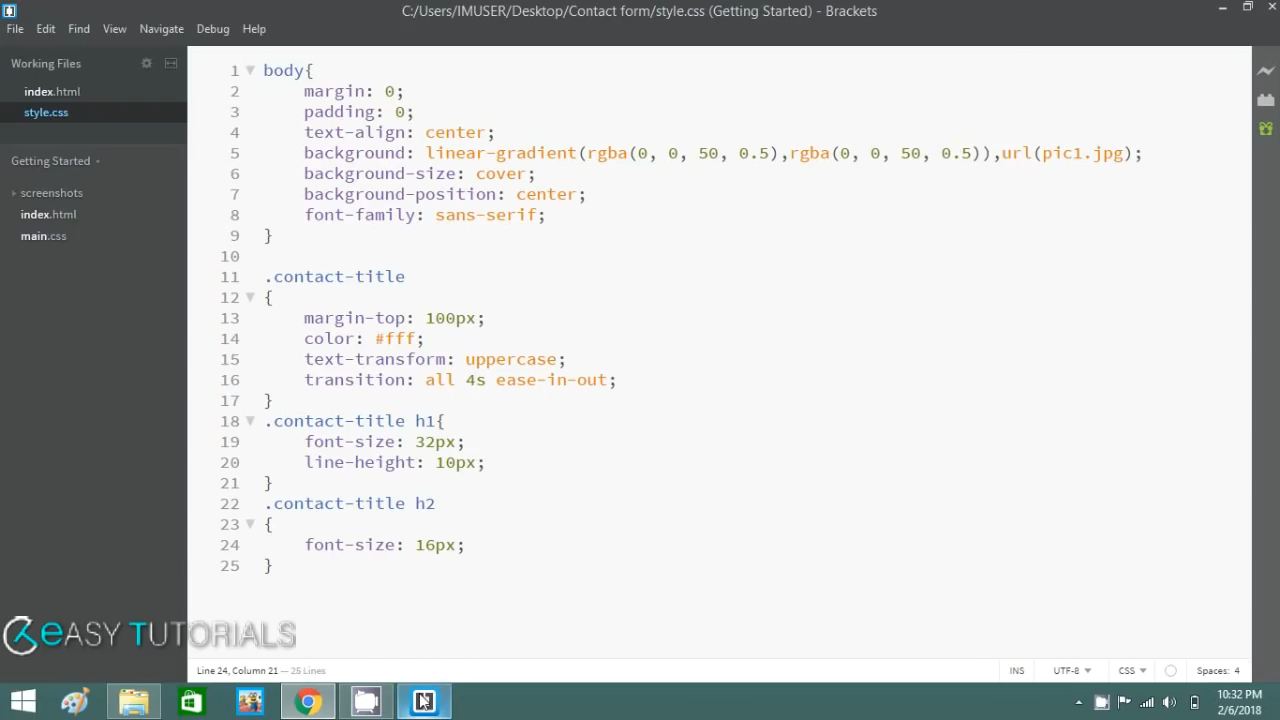 C:/Users/IMUSER/Desktop/Contact form/style.css (Getting Started) - Brackets
File Edit Find View Navigate Debug Help
Working Files
index.html
style.css
Getting Started
screenshots
index.html
main.css
1 body{
2 margin: 0;
3 padding: 0;
4 text-align: center;
5 background: linear-gradient(rgba(0, 0, 50, 0.5),rgba(0, 0, 50, 0.5)),url(pic1.jpg);
6 background-size: cover;
7 background-position: center;
8 font-family: sans-serif;
9 }
10
11 .contact-title
12 {
13 margin-top: 100px;
14 color: #fff;
15 text-transform: uppercase;
16 transition: all 4s ease-in-out;
17 }
18 .contact-title h1{
19 font-size: 32px;
20 line-height: 10px;
21 }
22 .contact-title h2
23 {
24 font-size: 16px;
25 }
eASY TUTORIALS
Line 24, Column 21 — 25 Lines
INS UTF-8 CSS Spaces: 4
10:32 PM
2/6/2018